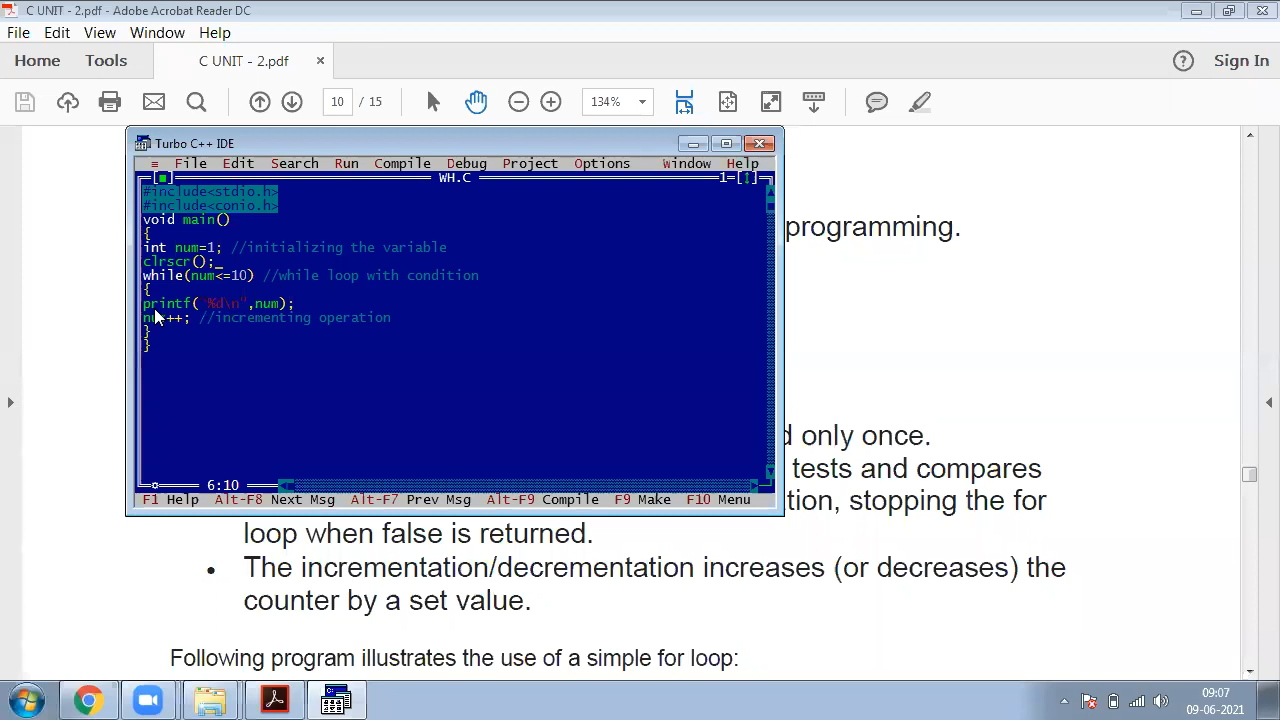 C UNIT - 2.pdf - Adobe Acrobat Reader DC
File Edit View Window Help
Home Tools C UNIT - 2.pdf × ? Sign In
10 / 15 134%
Turbo C++ IDE
≡ File Edit Search Run Compile Debug Project Options Window Help
WH.C 1=[↕]
#include<stdio.h>
#include<conio.h>
void main()
{
int num=1; //initializing the variable
clrscr();
while(num<=10) //while loop with condition
{
printf("%d\n",num);
num++; //incrementing operation
}
}
6:10
F1 Help Alt-F8 Next Msg Alt-F7 Prev Msg Alt-F9 Compile F9 Make F10 Menu
programming.
d only once.
tests and compares
tion, stopping the for
loop when false is returned.
• The incrementation/decrementation increases (or decreases) the
counter by a set value.
Following program illustrates the use of a simple for loop:
09:07
09-06-2021